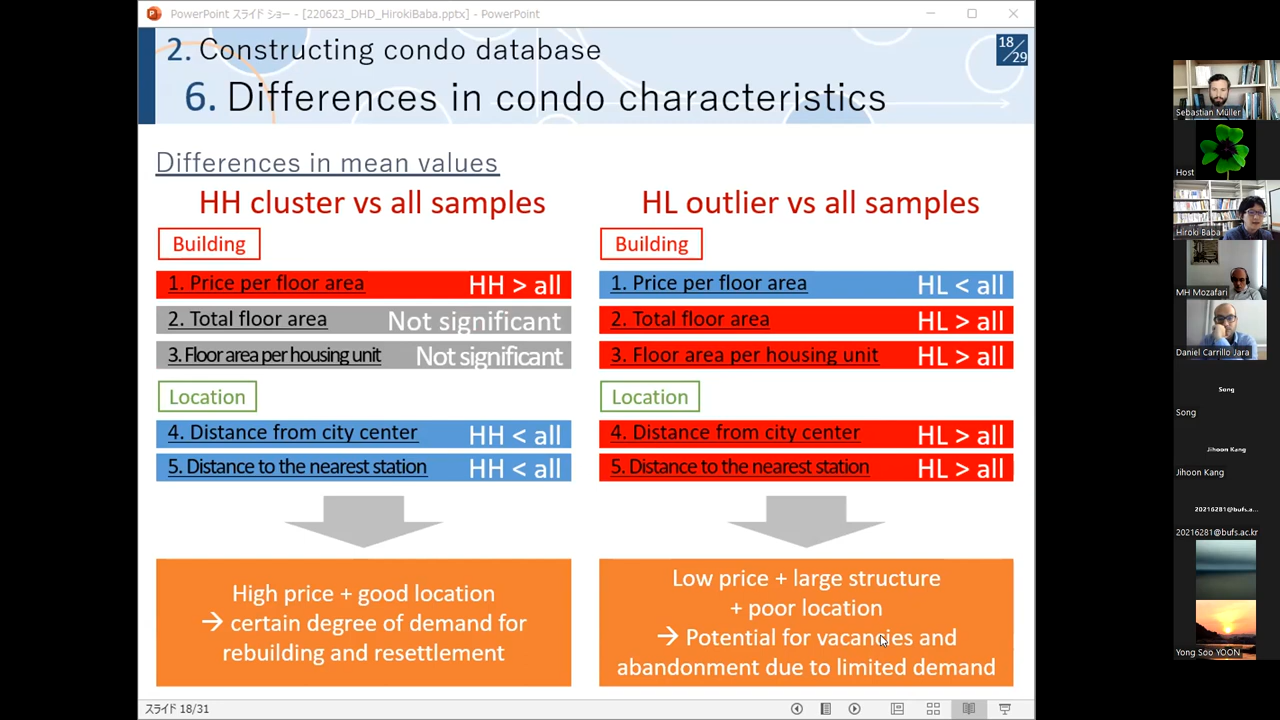 PowerPoint スライド ショー - [220623_DHD_HirokiBaba.pptx] - PowerPoint
2. Constructing condo database
18/29
6. Differences in condo characteristics
Differences in mean values
HH cluster vs all samples
Building
1. Price per floor area HH > all
2. Total floor area Not significant
3. Floor area per housing unit Not significant
Location
4. Distance from city center HH < all
5. Distance to the nearest station HH < all
High price + good location
→ certain degree of demand for
rebuilding and resettlement
HL outlier vs all samples
Building
1. Price per floor area HL < all
2. Total floor area HL > all
3. Floor area per housing unit HL > all
Location
4. Distance from city center HL > all
5. Distance to the nearest station HL > all
Low price + large structure
+ poor location
→ Potential for vacancies and
abandonment due to limited demand
スライド 18/31
Sebastian Müller
Host
Hiroki Baba
MH Mozafari
Daniel Carrillo Jara
Song
Song
Jihoon Kang
Jihoon Kang
20216281@bufs.a...
20216281@bufs.ac.kr
Yong Soo YOON